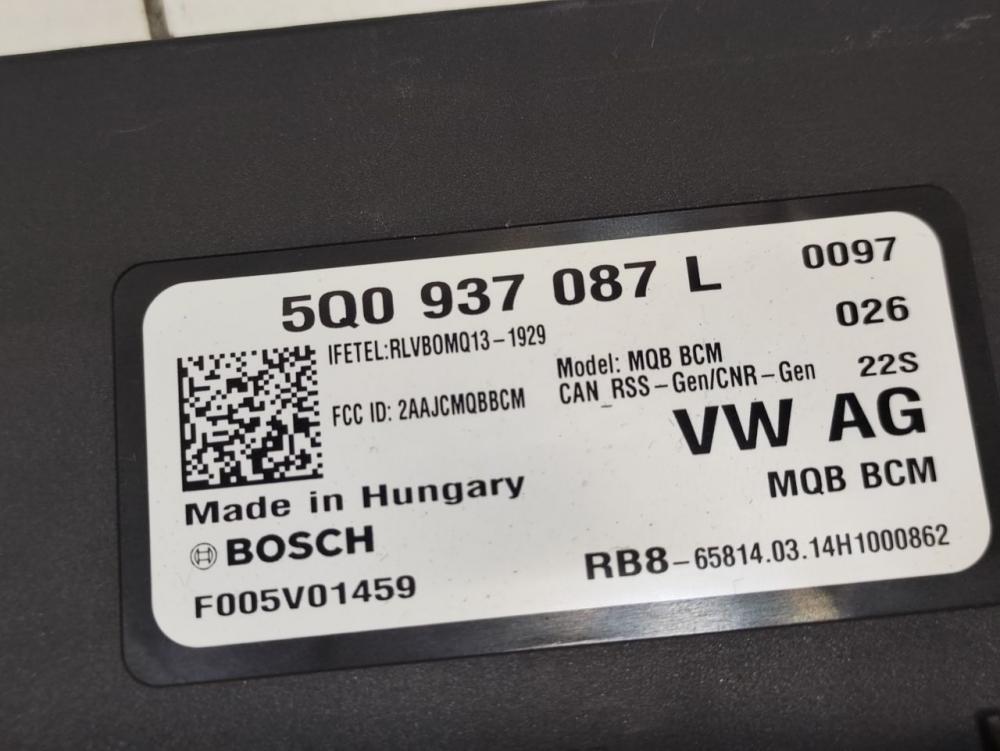 5Q0 937 087 L 0097
026
IFETEL:RLVBOMQ13-1929
Model: MQB BCM 22S
FCC ID: 2AAJCMQBBCM
CAN_RSS-Gen/CNR-Gen
VW AG
Made in Hungary
MQB BCM
BOSCH
RB8-65814.03.14H1000862
F005V01459